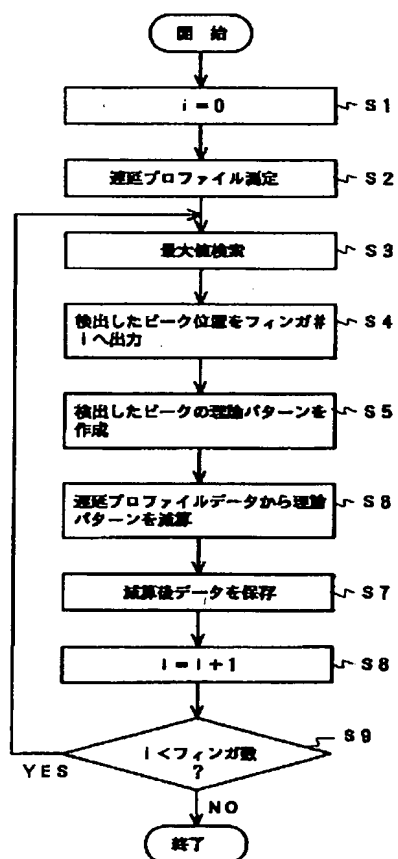 開 始
i = 0
S1
遅延プロファイル測定
S2
最大値検索
S3
検出したピーク位置をフィンガ#
iへ出力
S4
検出したピークの理論パターンを
作成
S5
遅延プロファイルデータから理論
パターンを減算
S8
減算後データを保存
S7
i = i + 1
S8
i < フィンガ数
?
S9
YES
NO
終了